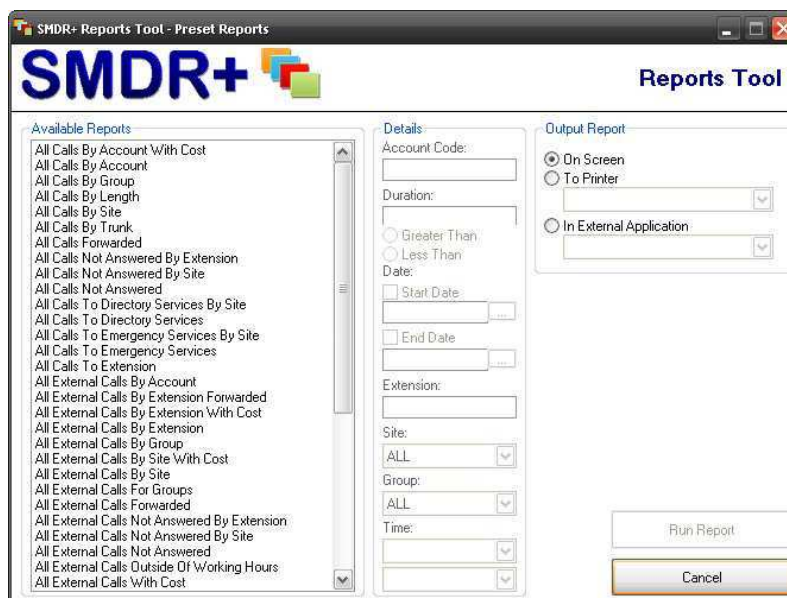 SMDR+ Reports Tool - Preset Reports
SMDR+
Reports Tool
Available Reports
All Calls By Account With Cost
All Calls By Account
All Calls By Group
All Calls By Length
All Calls By Site
All Calls By Trunk
All Calls Forwarded
All Calls Not Answered By Extension
All Calls Not Answered By Site
All Calls Not Answered
All Calls To Directory Services By Site
All Calls To Directory Services
All Calls To Emergency Services By Site
All Calls To Emergency Services
All Calls To Extension
All External Calls By Account
All External Calls By Extension Forwarded
All External Calls By Extension With Cost
All External Calls By Extension
All External Calls By Group
All External Calls By Site With Cost
All External Calls By Site
All External Calls For Groups
All External Calls Forwarded
All External Calls Not Answered By Extension
All External Calls Not Answered By Site
All External Calls Not Answered
All External Calls Outside Of Working Hours
All External Calls With Cost
Details
Account Code:
Duration:
Greater Than
Less Than
Date:
Start Date
...
End Date
...
Extension:
Site:
ALL
Group:
ALL
Time:
Output Report
On Screen
To Printer
In External Application
Run Report
Cancel